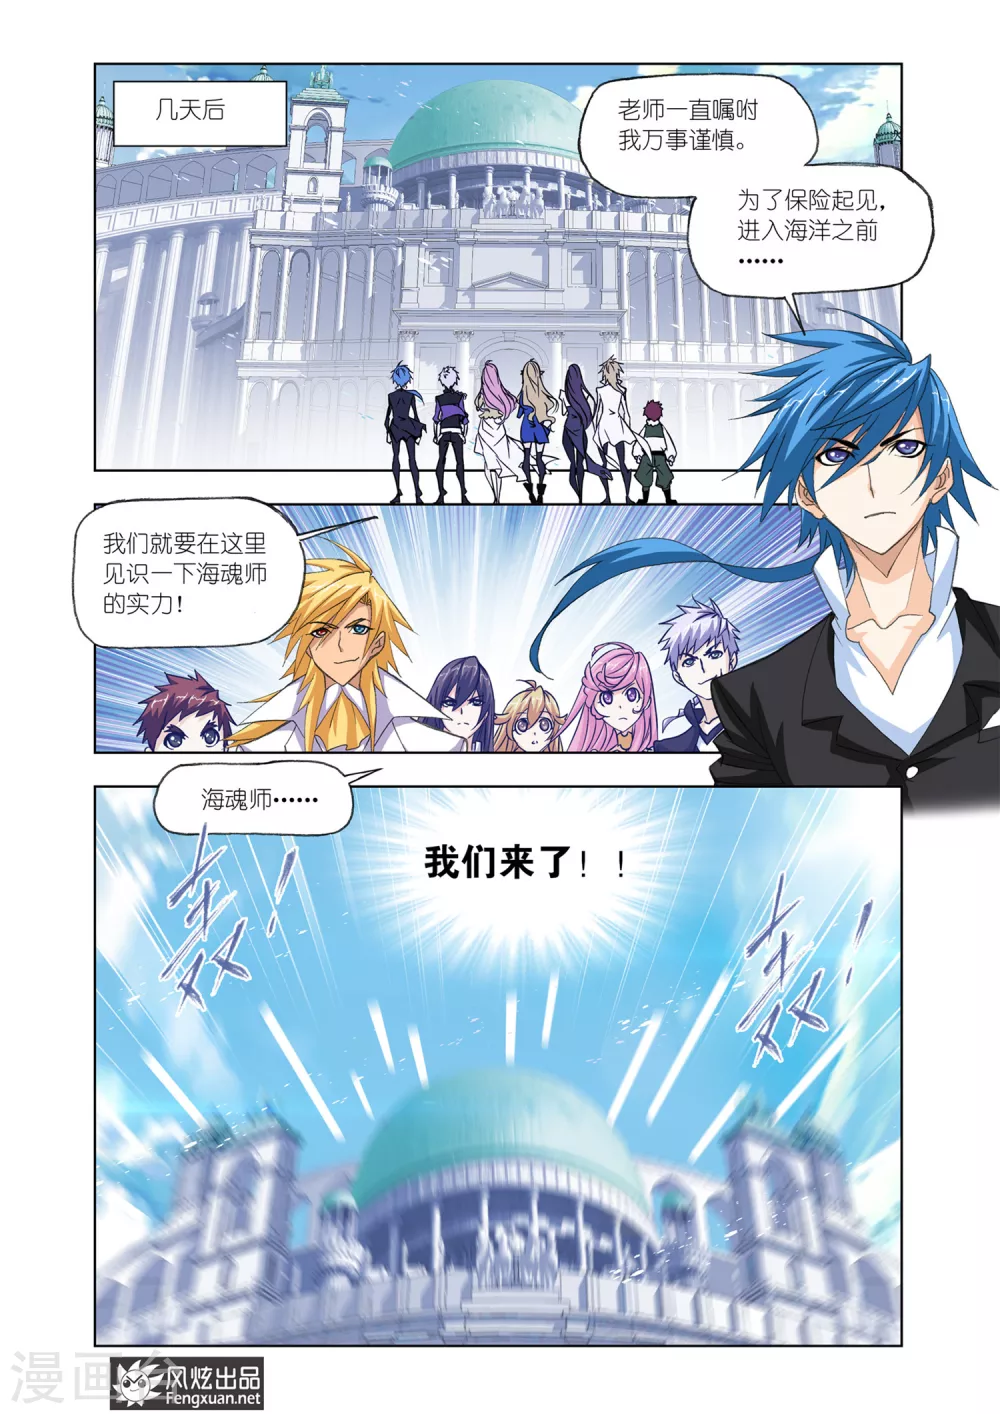 几天后
老师一直嘱咐
我万事谨慎。
为了保险起见，
进入海洋之前
……
我们就要在这里
见识一下海魂师
的实力！
海魂师……
我们来了！！
轰！
轰！
漫画台
风炫出品
Fengxuan.net